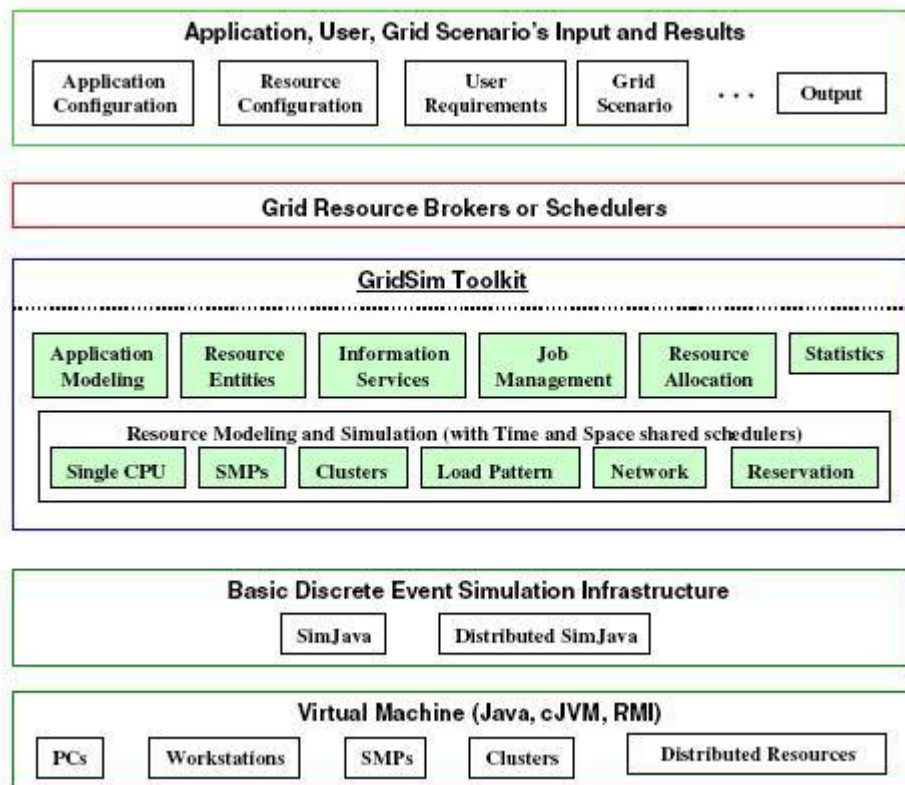 Application, User, Grid Scenario's Input and Results
Application
Configuration
Resource
Configuration
User
Requirements
Grid
Scenario
. . .
Output
Grid Resource Brokers or Schedulers
GridSim Toolkit
Application
Modeling
Resource
Entities
Information
Services
Job
Management
Resource
Allocation
Statistics
Resource Modeling and Simulation (with Time and Space shared schedulers)
Single CPU
SMPs
Clusters
Load Pattern
Network
Reservation
Basic Discrete Event Simulation Infrastructure
SimJava
Distributed SimJava
Virtual Machine (Java, cJVM, RMI)
PCs
Workstations
SMPs
Clusters
Distributed Resources